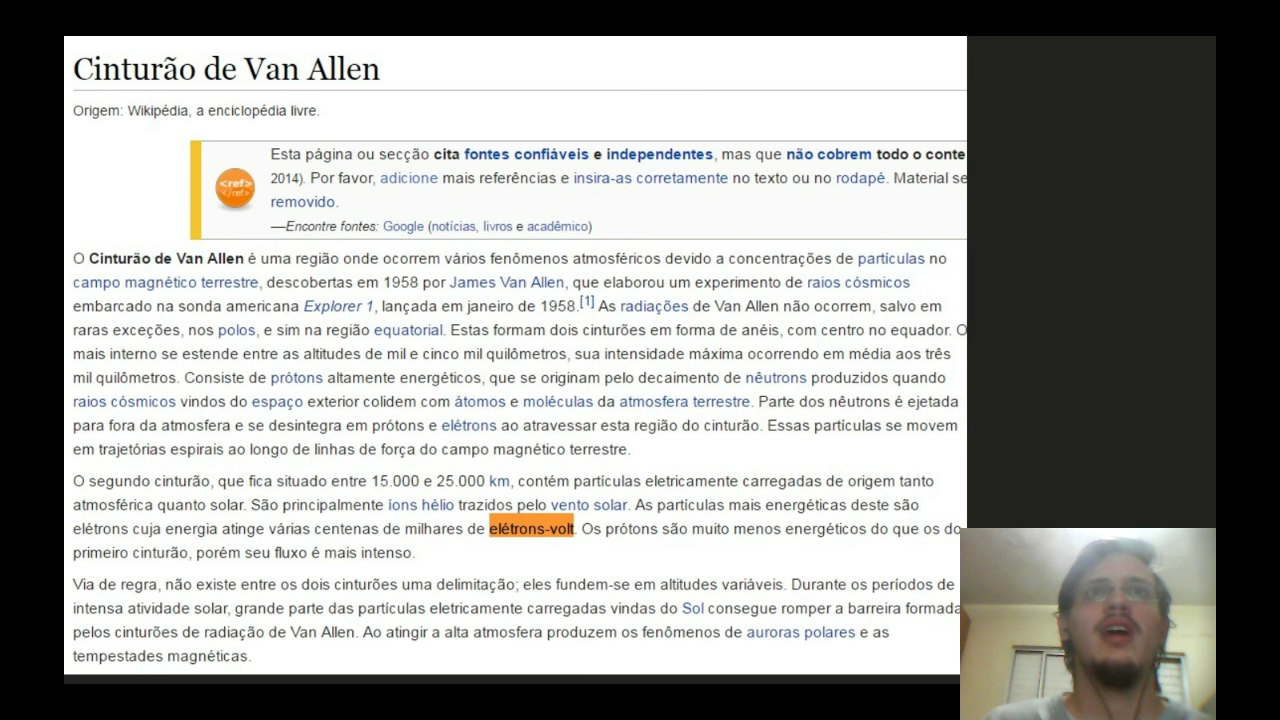 Cinturão de Van Allen
Origem: Wikipédia, a enciclopédia livre.
Esta página ou secção cita fontes confiáveis e independentes, mas que não cobrem todo o conte
<ref>
</ref>
2014). Por favor, adicione mais referências e insira-as corretamente no texto ou no rodapé. Material se
removido.
—Encontre fontes: Google (notícias, livros e acadêmico)
O Cinturão de Van Allen é uma região onde ocorrem vários fenômenos atmosféricos devido a concentrações de partículas no
campo magnético terrestre, descobertas em 1958 por James Van Allen, que elaborou um experimento de raios cósmicos
embarcado na sonda americana Explorer 1, lançada em janeiro de 1958.[1] As radiações de Van Allen não ocorrem, salvo em
raras exceções, nos polos, e sim na região equatorial. Estas formam dois cinturões em forma de anéis, com centro no equador. O
mais interno se estende entre as altitudes de mil e cinco mil quilômetros, sua intensidade máxima ocorrendo em média aos três
mil quilômetros. Consiste de prótons altamente energéticos, que se originam pelo decaimento de nêutrons produzidos quando
raios cósmicos vindos do espaço exterior colidem com átomos e moléculas da atmosfera terrestre. Parte dos nêutrons é ejetada
para fora da atmosfera e se desintegra em prótons e elétrons ao atravessar esta região do cinturão. Essas partículas se movem
em trajetórias espirais ao longo de linhas de força do campo magnético terrestre.
O segundo cinturão, que fica situado entre 15.000 e 25.000 km, contém partículas eletricamente carregadas de origem tanto
atmosférica quanto solar. São principalmente íons hélio trazidos pelo vento solar. As partículas mais energéticas deste são
elétrons cuja energia atinge várias centenas de milhares de elétrons-volt. Os prótons são muito menos energéticos do que os do
primeiro cinturão, porém seu fluxo é mais intenso.
Via de regra, não existe entre os dois cinturões uma delimitação; eles fundem-se em altitudes variáveis. Durante os períodos de
intensa atividade solar, grande parte das partículas eletricamente carregadas vindas do Sol consegue romper a barreira formada
pelos cinturões de radiação de Van Allen. Ao atingir a alta atmosfera produzem os fenômenos de auroras polares e as
tempestades magnéticas.